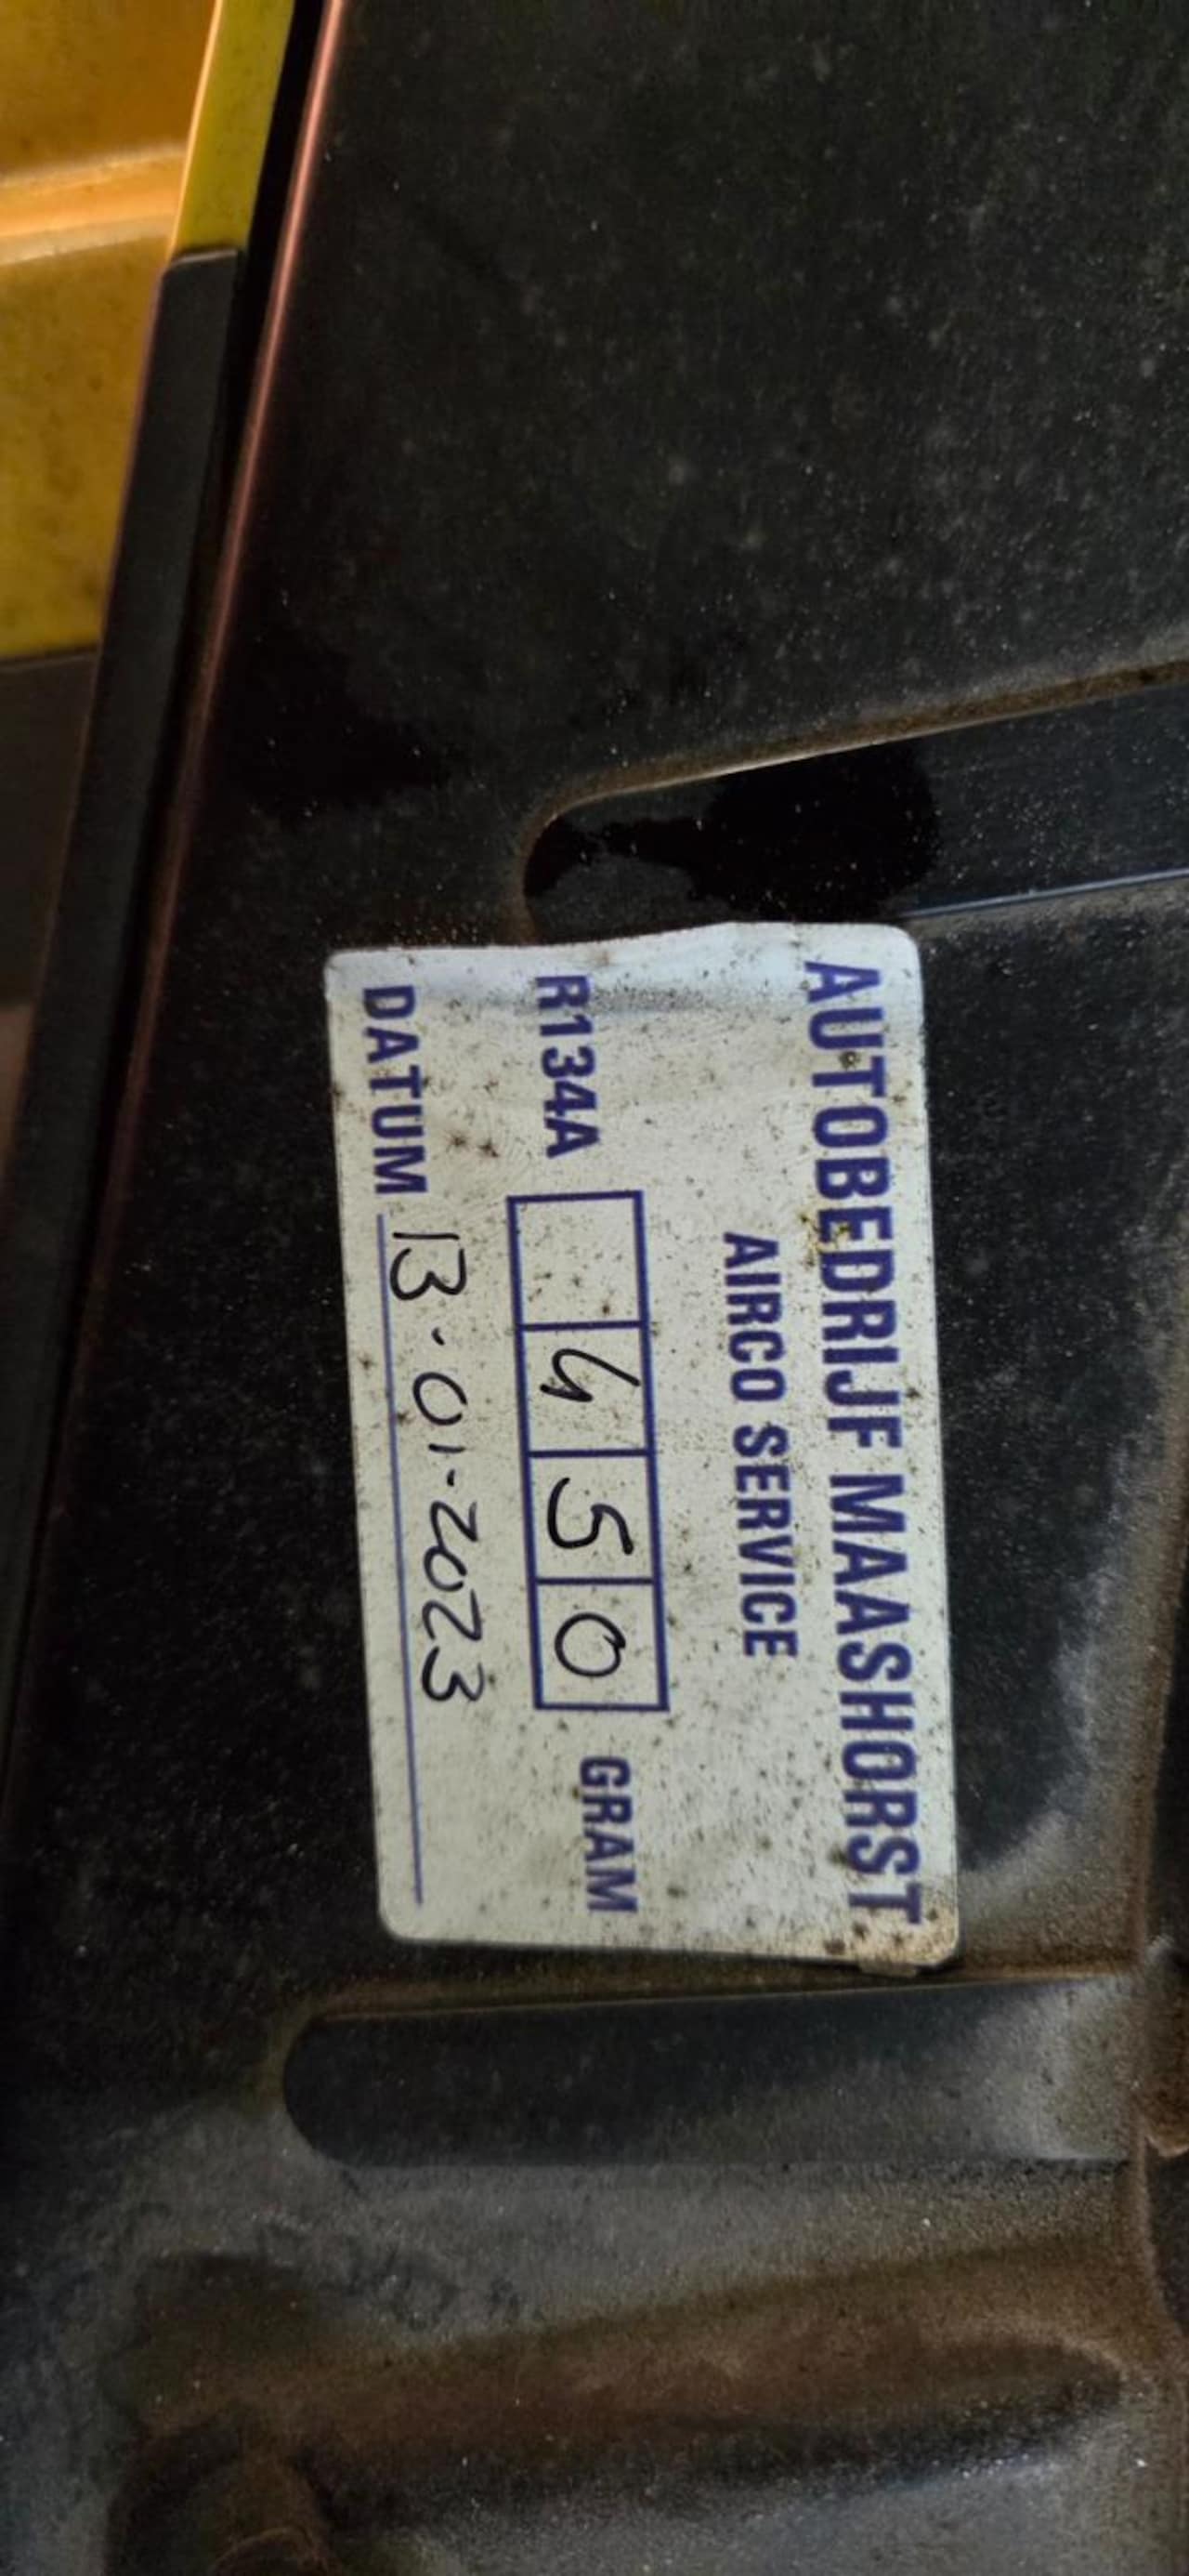 AUTOBEDRIJF MAASHORST
AIRCO SERVICE
R134A 450 GRAM
DATUM 13-01-2023